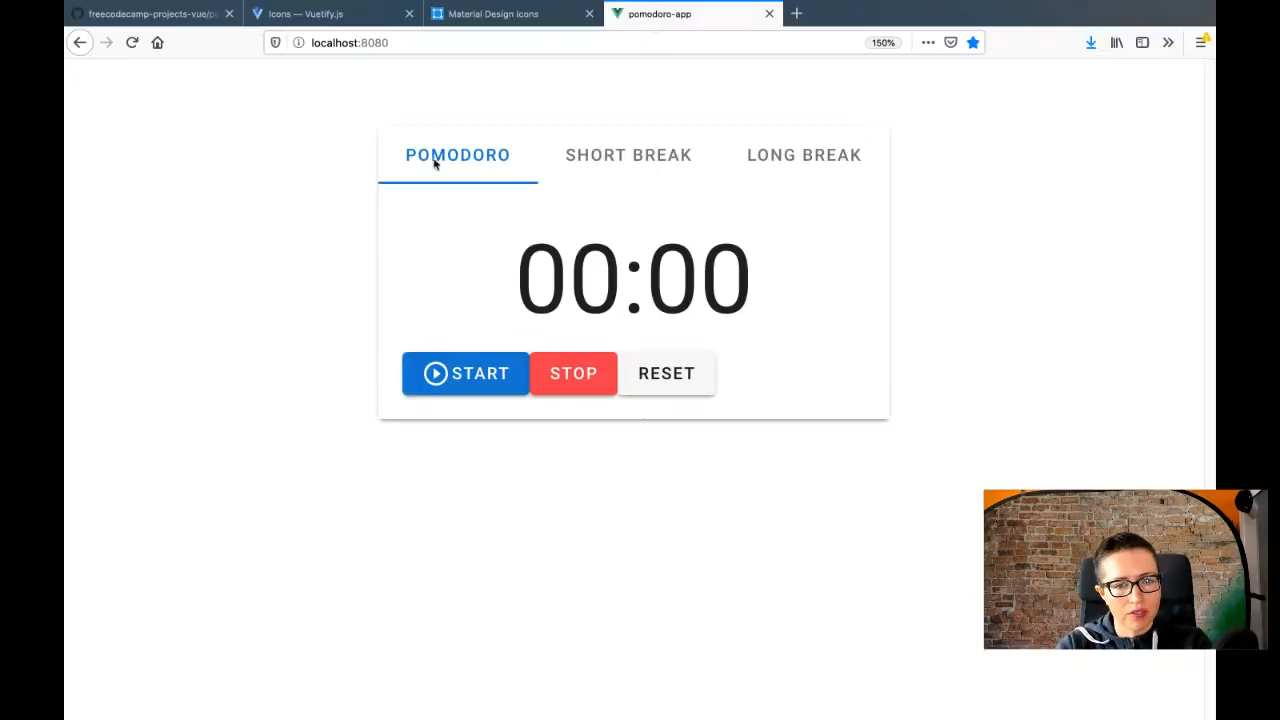 freecodecamp-projects-vue/p
Icons — Vuetify.js
Material Design Icons
pomodoro-app
localhost:8080
150%
POMODORO
SHORT BREAK
LONG BREAK
00:00
START
STOP
RESET